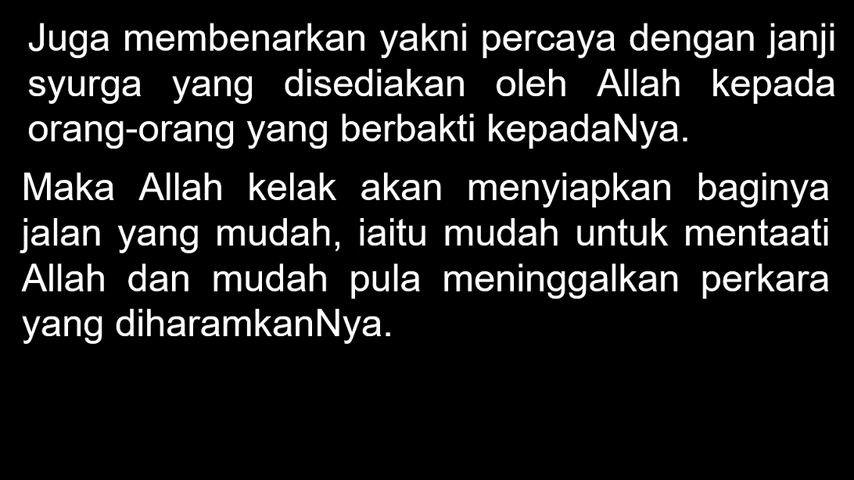 Juga membenarkan yakni percaya dengan janji
syurga yang disediakan oleh Allah kepada
orang-orang yang berbakti kepadaNya.
Maka Allah kelak akan menyiapkan baginya
jalan yang mudah, iaitu mudah untuk mentaati
Allah dan mudah pula meninggalkan perkara
yang diharamkanNya.